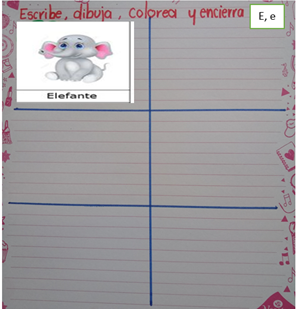 Escribe, dibuja, colorea y encierra
E, e
Elefante